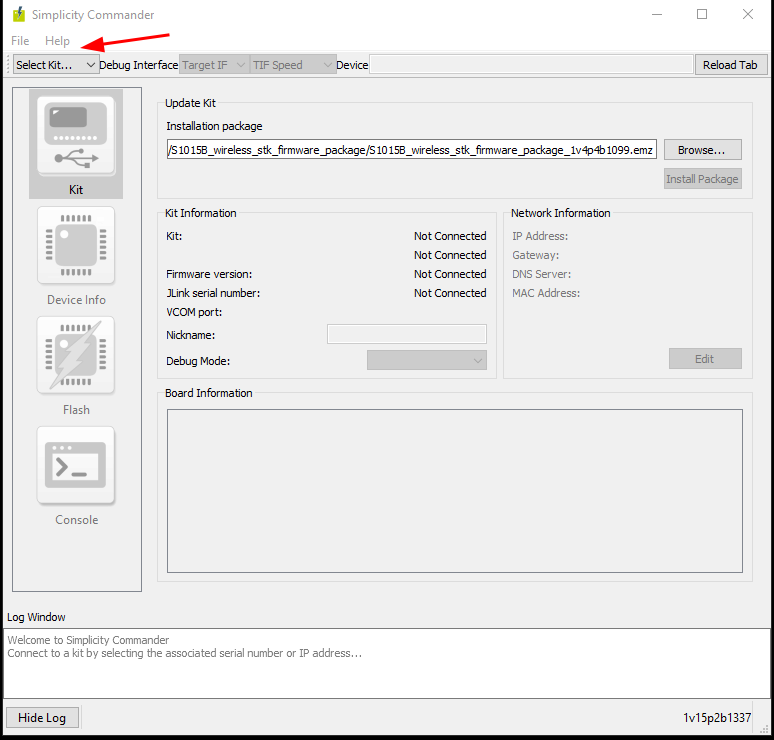 Simplicity Commander
File Help
Select Kit... Debug Interface Target IF TIF Speed Device Reload Tab
Kit
Device Info
Flash
Console
Update Kit
Installation package
/S1015B_wireless_stk_firmware_package/S1015B_wireless_stk_firmware_package_1v4p4b1099.emz Browse...
Install Package
Kit Information
Kit: Not Connected
Not Connected
Firmware version: Not Connected
JLink serial number: Not Connected
VCOM port:
Nickname:
Debug Mode:
Network Information
IP Address:
Gateway:
DNS Server:
MAC Address:
Edit
Board Information
Log Window
Welcome to Simplicity Commander
Connect to a kit by selecting the associated serial number or IP address...
Hide Log 1v15p2b1337